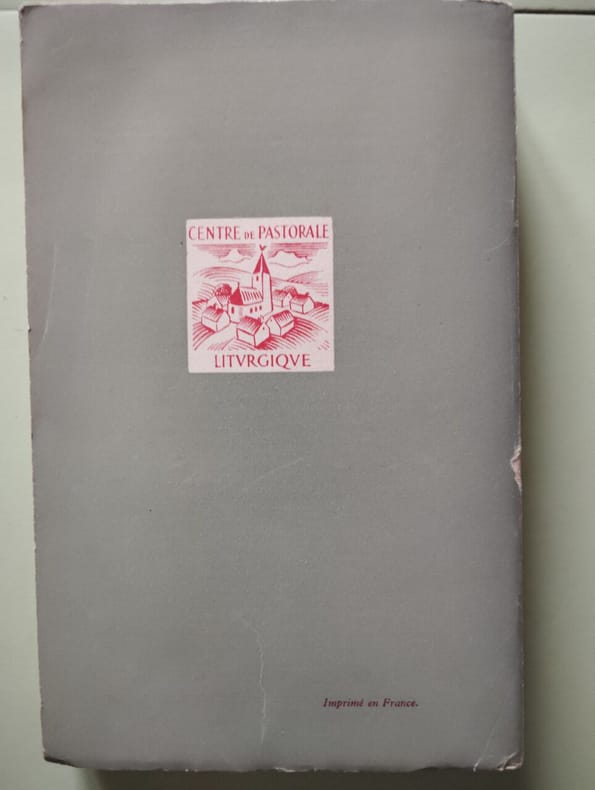 CENTRE DE PASTORALE
LITVRGIQVE
Imprimé en France.